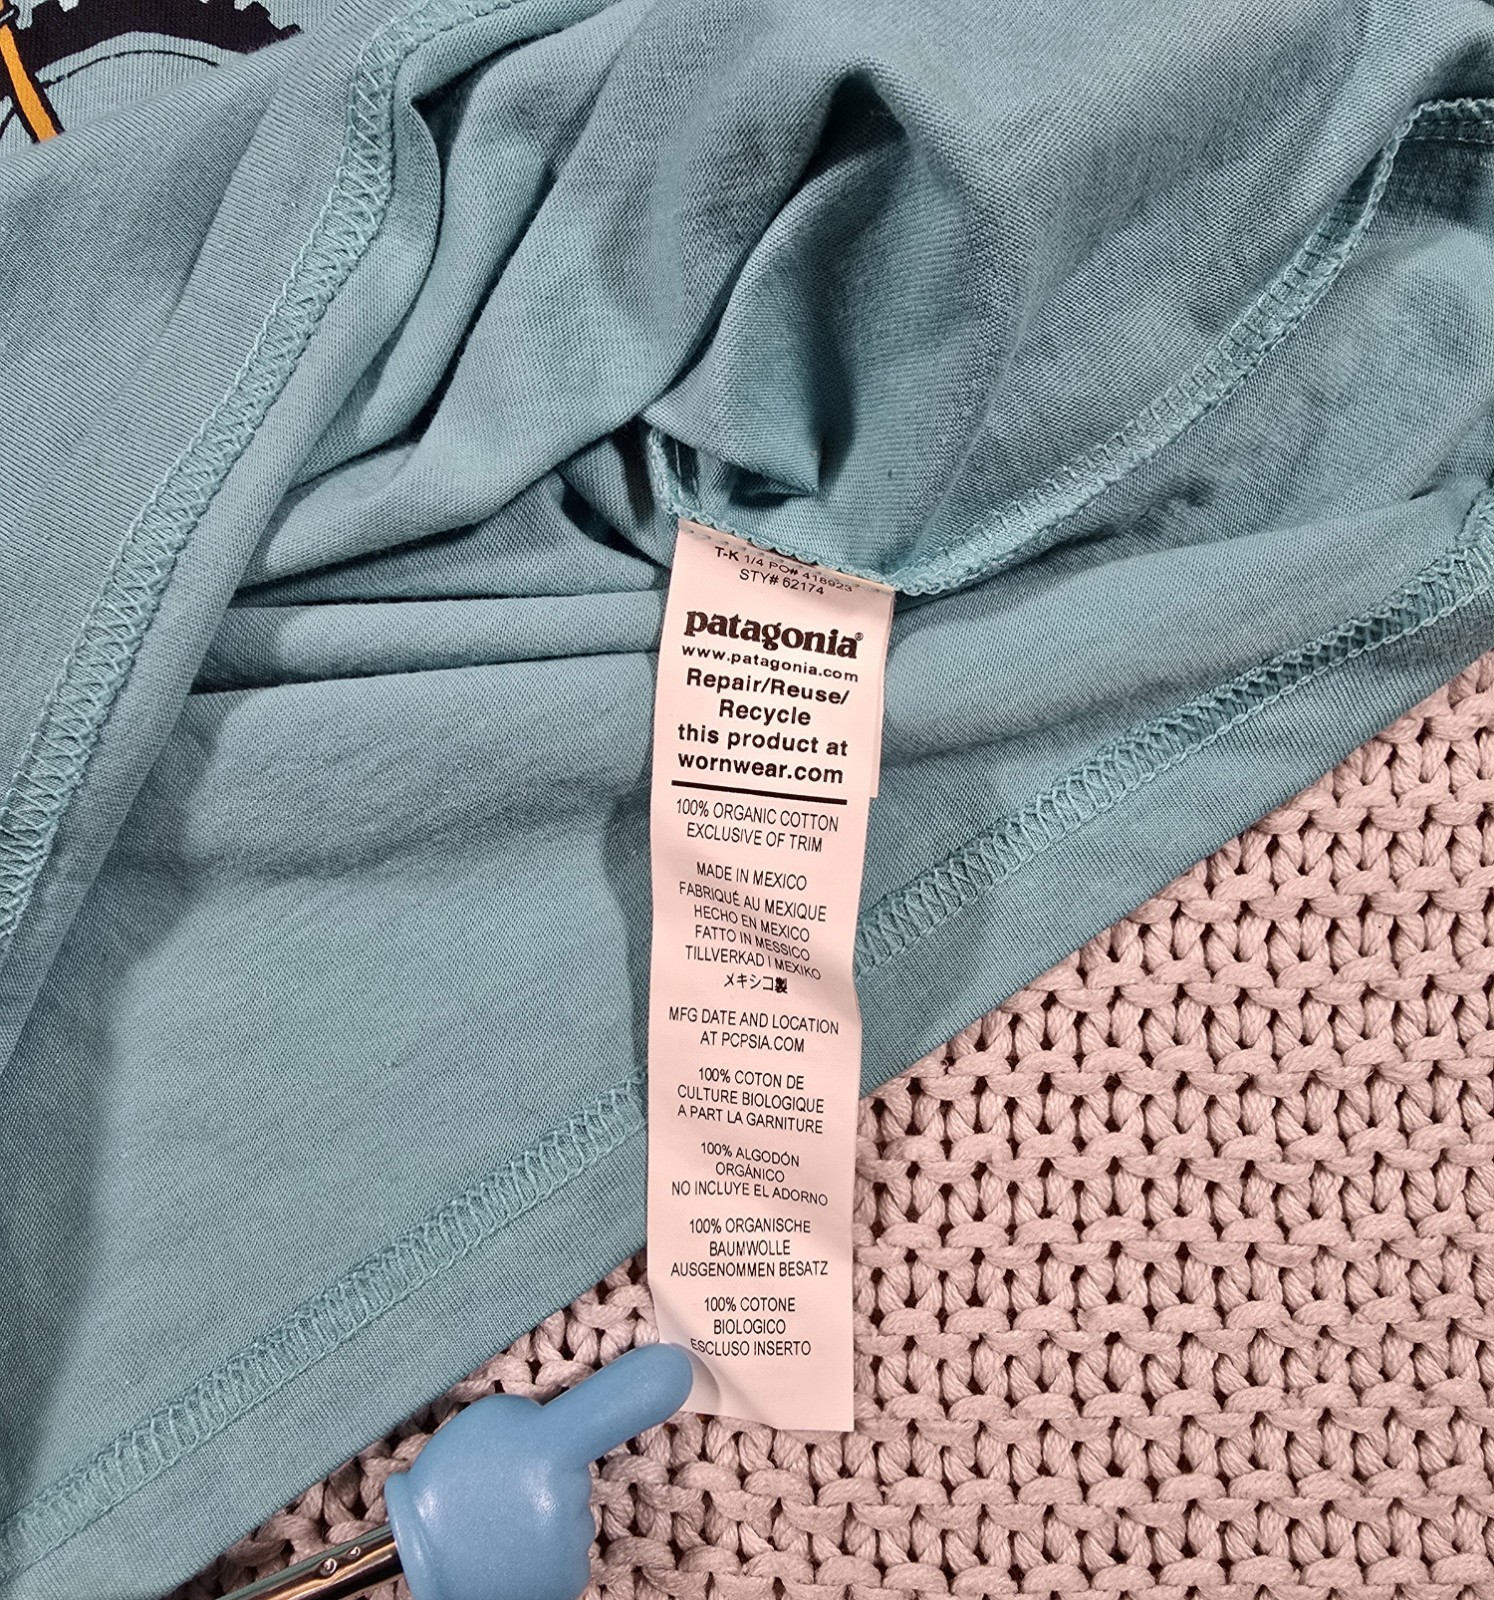 T-K 1/4 PO# 418923
STY# 62174
patagonia®
www.patagonia.com
Repair/Reuse/
Recycle
this product at
wornwear.com
100% ORGANIC COTTON
EXCLUSIVE OF TRIM
MADE IN MEXICO
FABRIQUÉ AU MEXIQUE
HECHO EN MEXICO
FATTO IN MESSICO
TILLVERKAD I MEXIKO
メキシコ製
MFG DATE AND LOCATION
AT PCPSIA.COM
100% COTON DE
CULTURE BIOLOGIQUE
A PART LA GARNITURE
100% ALGODÓN
ORGÁNICO
NO INCLUYE EL ADORNO
100% ORGANISCHE
BAUMWOLLE
AUSGENOMMEN BESATZ
100% COTONE
BIOLOGICO
ESCLUSO INSERTO